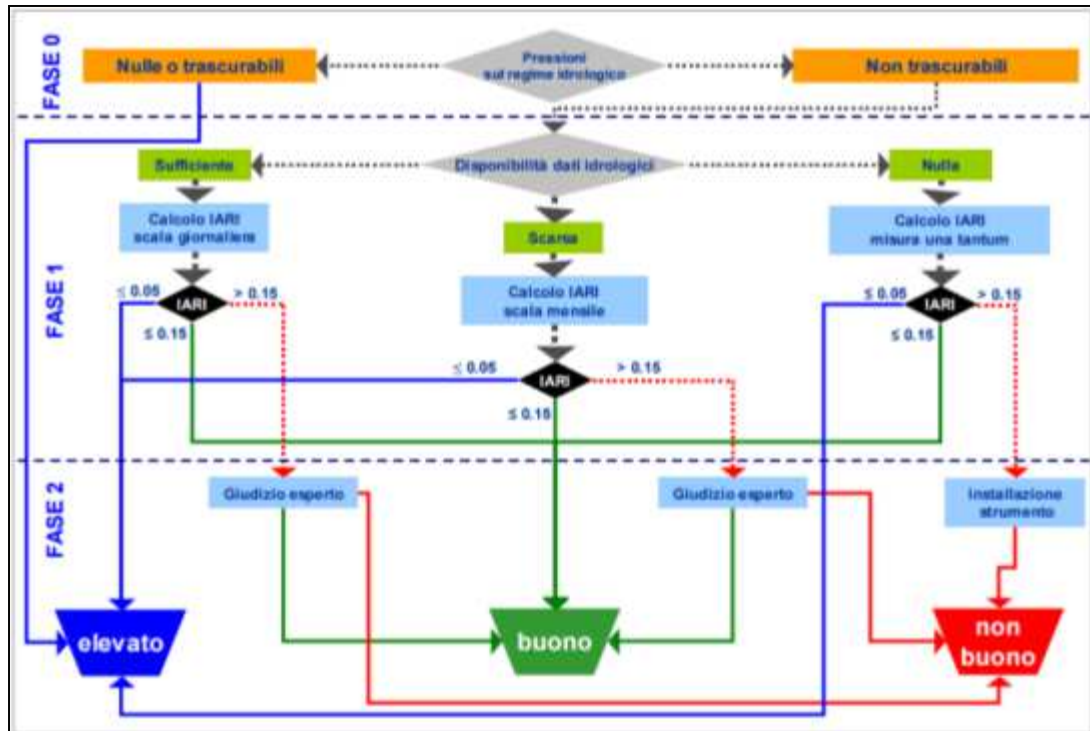 FASE 0
Nulle o trascurabili
Pressioni
sul regime idrologico
Non trascurabili
FASE 1
Sufficiente
Disponibilità dati idrologici
Nulla
Calcolo IARI
scala giornaliera
Scarsa
Calcolo IARI
misura una tantum
Calcolo IARI
scala mensile
≤ 0.05
IARI
> 0.15
≤ 0.15
≤ 0.05
IARI
> 0.15
≤ 0.15
≤ 0.05
IARI
> 0.15
≤ 0.15
FASE 2
Giudizio esperto
Giudizio esperto
Installazione
strumento
elevato
buono
non
buono